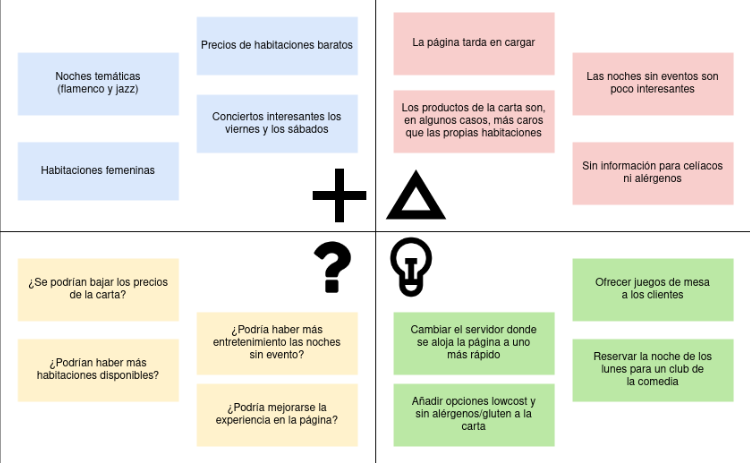 Noches temáticas
(flamenco y jazz)
Habitaciones femeninas
Precios de habitaciones baratos
Conciertos interesantes los
viernes y los sábados
La página tarda en cargar
Los productos de la carta son,
en algunos casos, más caros
que las propias habitaciones
Las noches sin eventos son
poco interesantes
Sin información para celíacos
ni alérgenos
¿Se podrían bajar los precios
de la carta?
¿Podrían haber más
habitaciones disponibles?
¿Podría haber más
entretenimiento las noches
sin evento?
¿Podría mejorarse la
experiencia en la página?
Cambiar el servidor donde
se aloja la página a uno
más rápido
Añadir opciones lowcost y
sin alérgenos/gluten a la
carta
Ofrecer juegos de mesa
a los clientes
Reservar la noche de los
lunes para un club de
la comedia